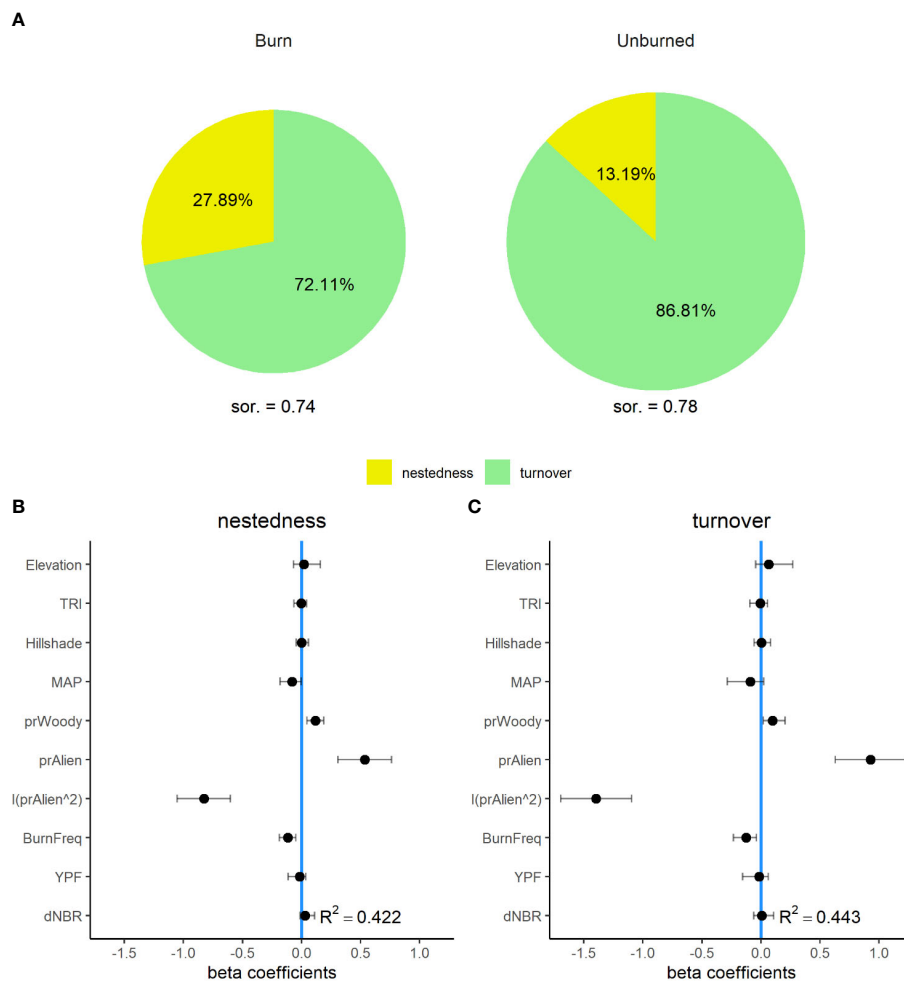 A
Burn
Unburned
27.89%
72.11%
13.19%
86.81%
sor. = 0.74
sor. = 0.78
nestedness
turnover
B
nestedness
Elevation
TRI
Hillshade
MAP
prWoody
prAlien
I(prAlien^2)
BurnFreq
YPF
dNBR
R² = 0.422
-1.5 -1.0 -0.5 0.0 0.5 1.0
beta coefficients
C
turnover
Elevation
TRI
Hillshade
MAP
prWoody
prAlien
I(prAlien^2)
BurnFreq
YPF
dNBR
R² = 0.443
-1.5 -1.0 -0.5 0.0 0.5 1.0
beta coefficients